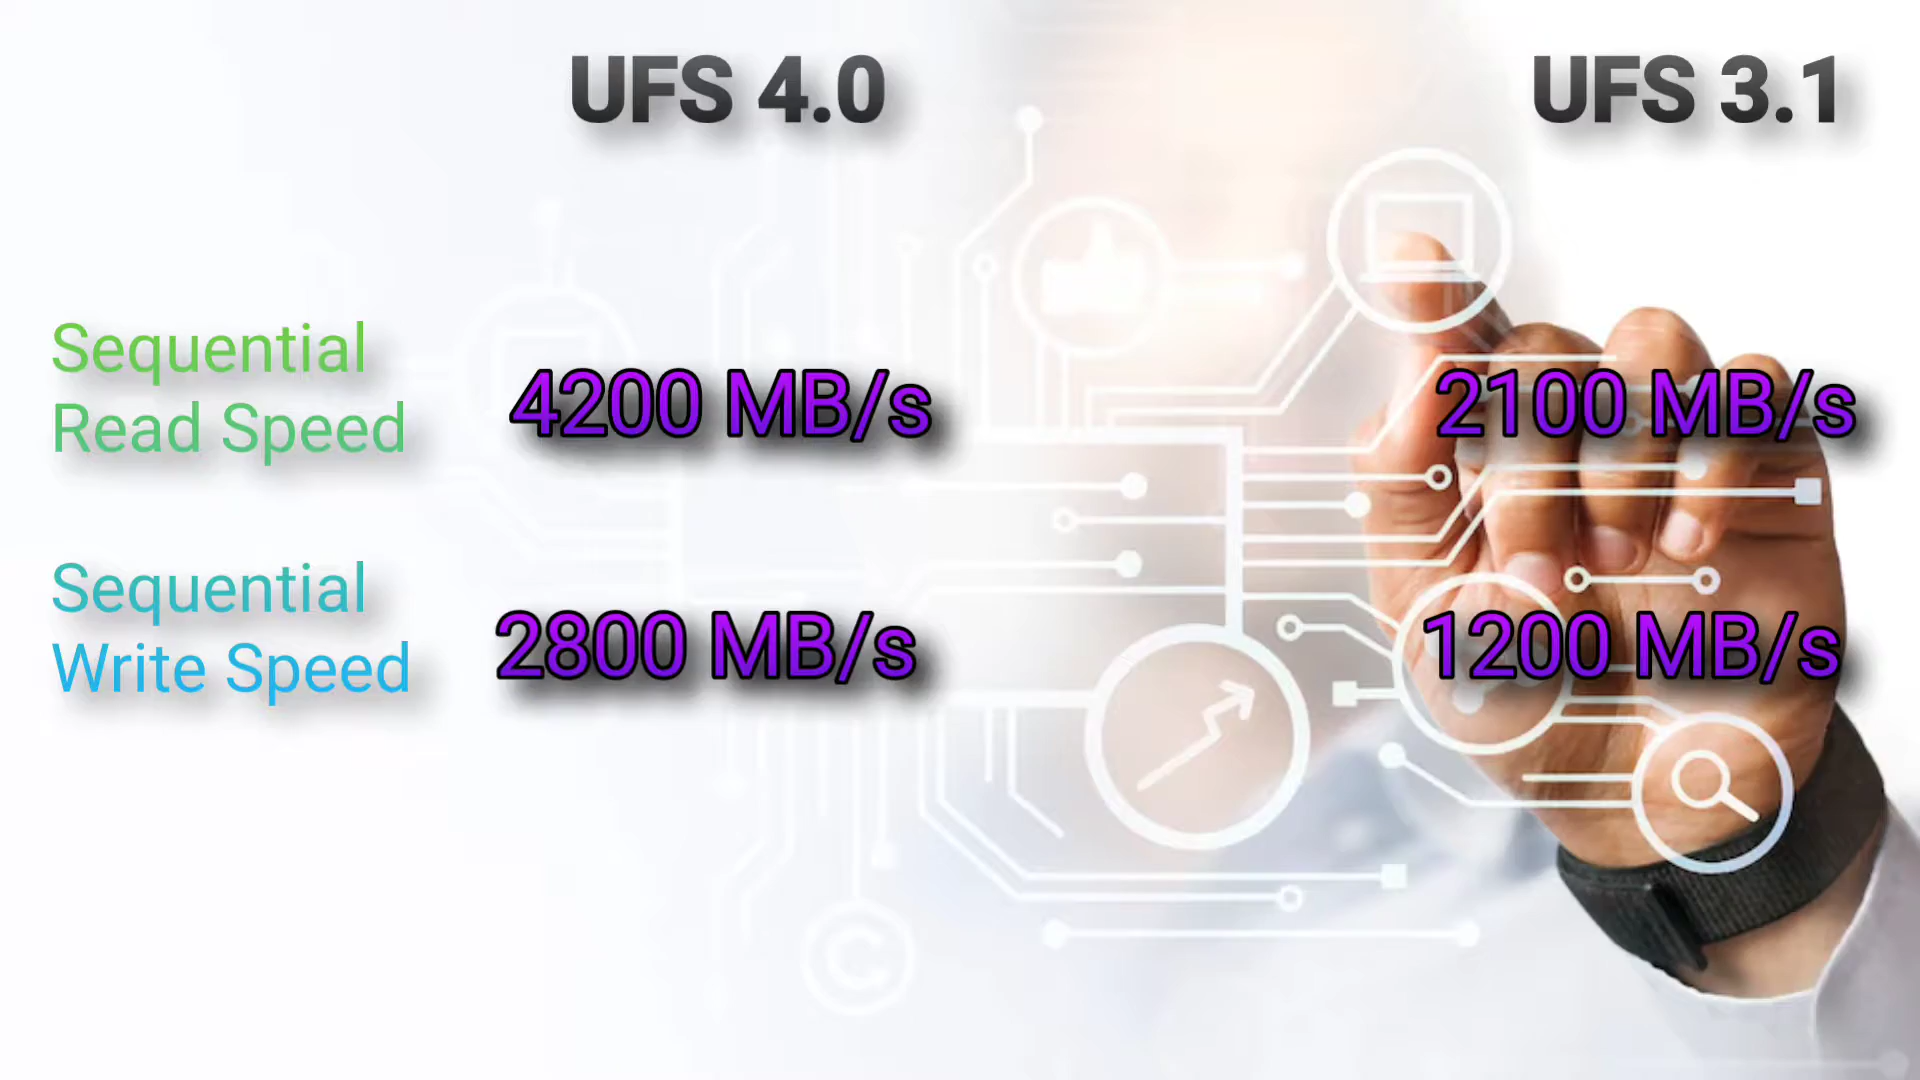 UFS 4.0 UFS 3.1
Sequential
Read Speed
4200 MB/s 2100 MB/s
Sequential
Write Speed
2800 MB/s 1200 MB/s